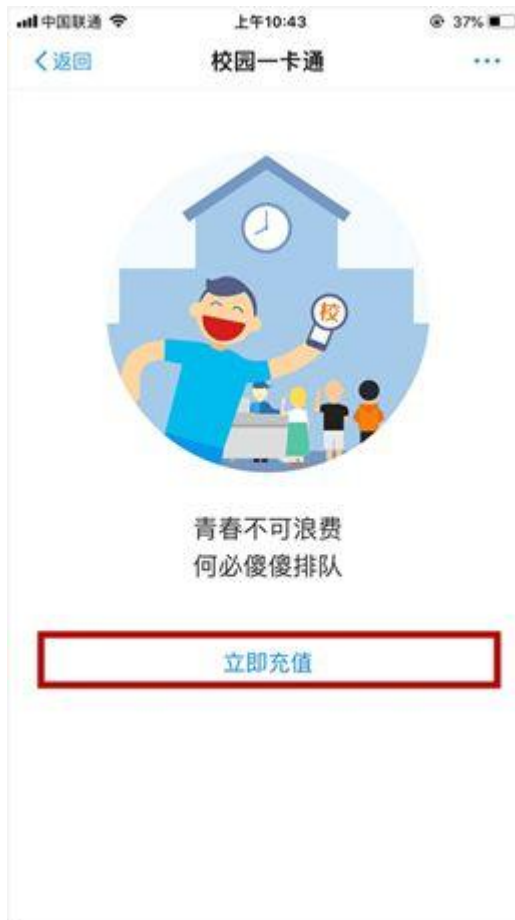 中国联通
上午10:43
37%
返回
校园一卡通
校
青春不可浪费
何必傻傻排队
立即充值